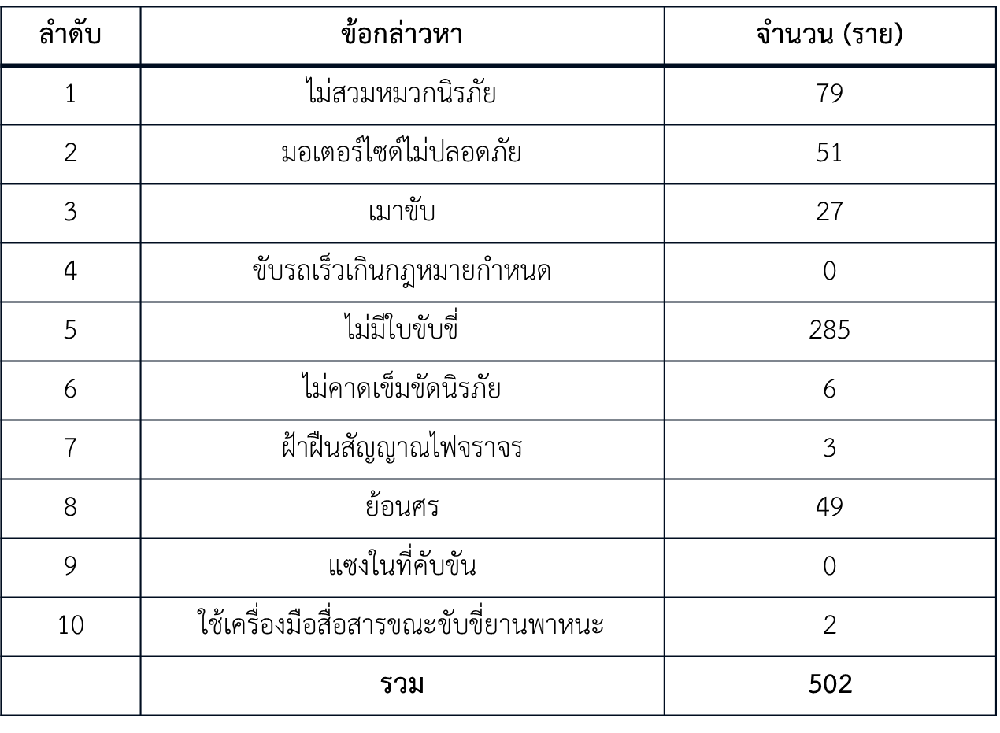 ลำดับ ข้อกล่าวหา จำนวน (ราย)
1 ไม่สวมหมวกนิรภัย 79
2 มอเตอร์ไซด์ไม่ปลอดภัย 51
3 เมาขับ 27
4 ขับรถเร็วเกินกฎหมายกำหนด 0
5 ไม่มีใบขับขี่ 285
6 ไม่คาดเข็มขัดนิรภัย 6
7 ฝ้าฝืนสัญญาณไฟจราจร 3
8 ย้อนศร 49
9 แซงในที่คับขัน 0
10 ใช้เครื่องมือสื่อสารขณะขับขี่ยานพาหนะ 2
รวม 502